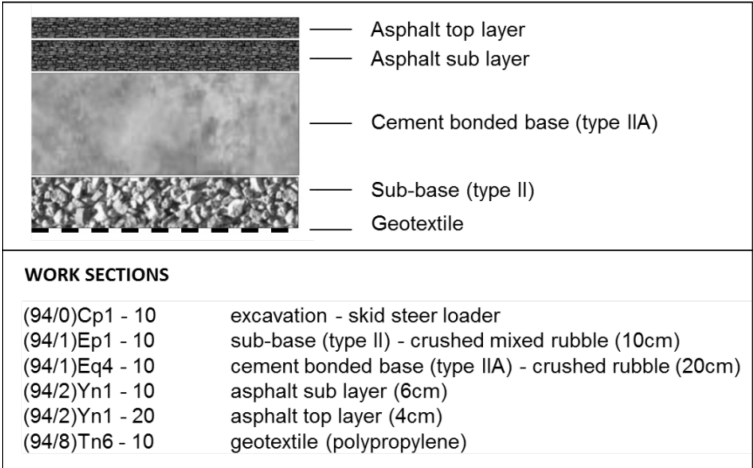 Asphalt top layer
Asphalt sub layer
Cement bonded base (type IIA)
Sub-base (type II)
Geotextile
WORK SECTIONS
(94/0)Cp1 - 10 excavation - skid steer loader
(94/1)Ep1 - 10 sub-base (type II) - crushed mixed rubble (10cm)
(94/1)Eq4 - 10 cement bonded base (type IIA) - crushed rubble (20cm)
(94/2)Yn1 - 10 asphalt sub layer (6cm)
(94/2)Yn1 - 20 asphalt top layer (4cm)
(94/8)Tn6 - 10 geotextile (polypropylene)